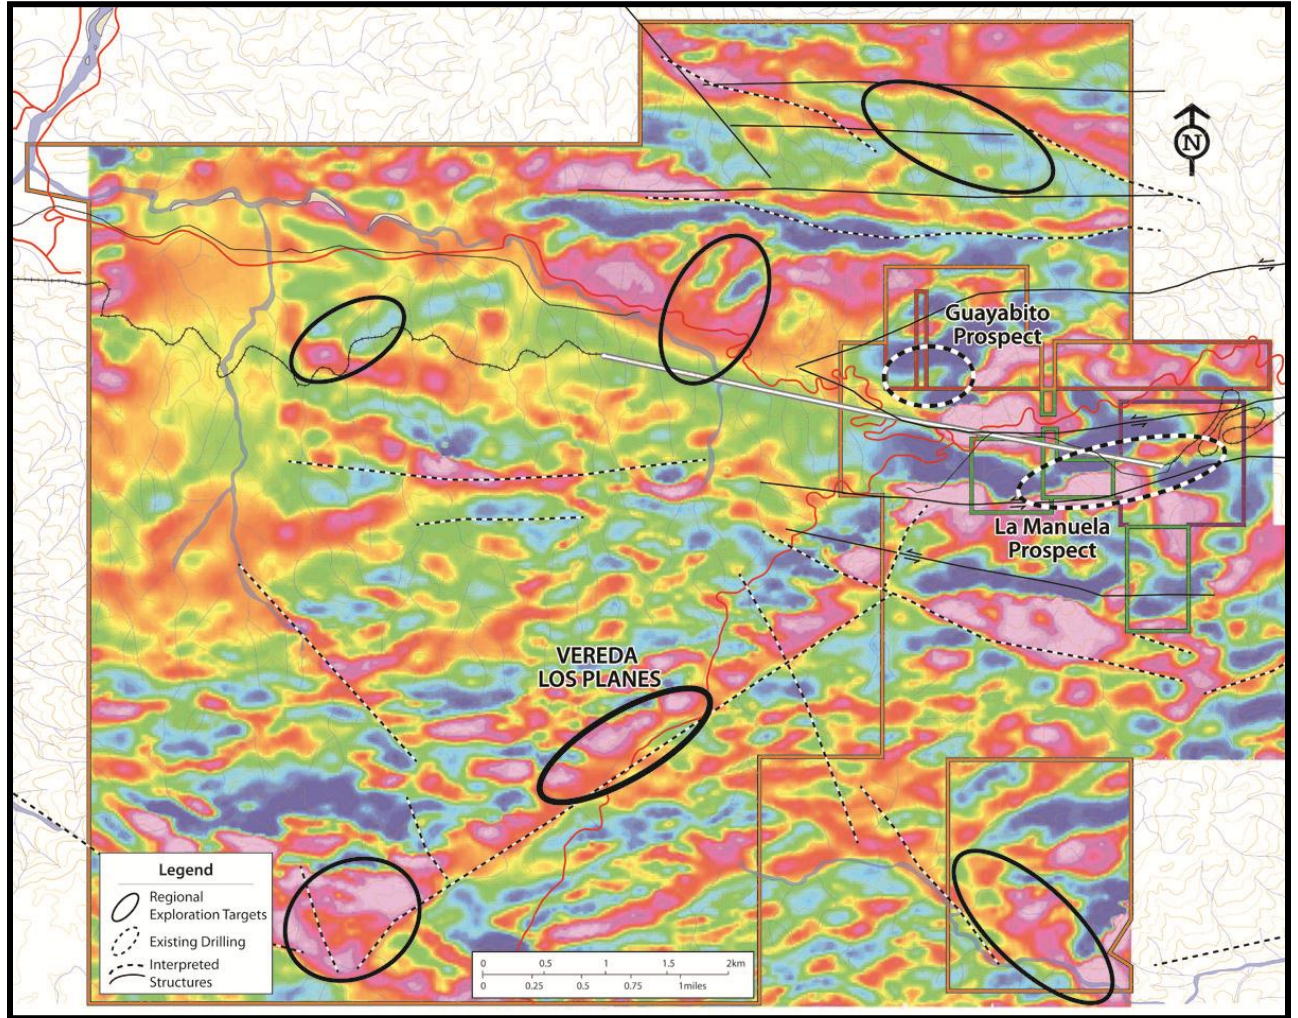 N
Guayabito
Prospect
La Manuela
Prospect
VEREDA
LOS PLANES
Legend
Regional
Exploration Targets
Existing Drilling
Interpreted
Structures
0 0.5 1 1.5 2km
0 0.25 0.5 0.75 1miles